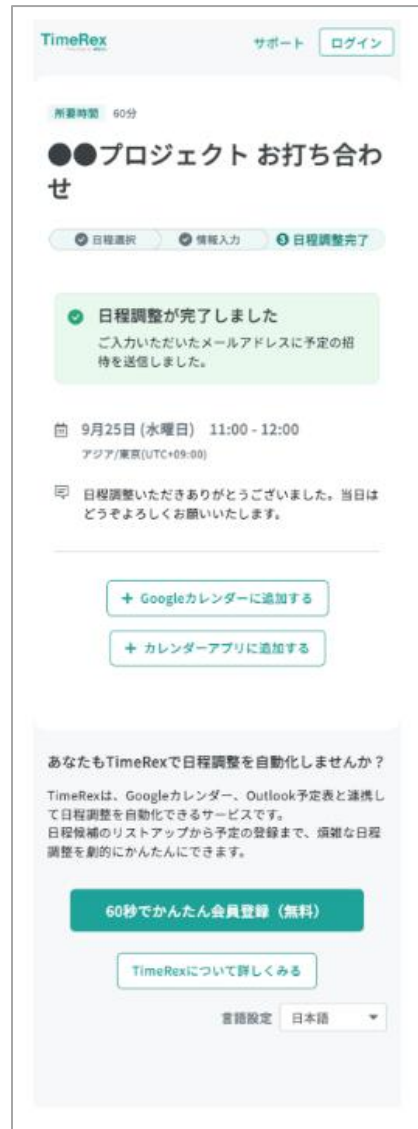 TimeRex
サポート
ログイン
所要時間 60分
●●プロジェクト お打ち合わ
せ
日程選択
情報入力
3 日程調整完了
日程調整が完了しました
ご入力いただいたメールアドレスに予定の招
待を送信しました。
9月25日 (水曜日) 11:00 - 12:00
アジア/東京(UTC+09:00)
日程調整いただきありがとうございました。当日は
どうぞよろしくお願いいたします。
+ Googleカレンダーに追加する
+ カレンダーアプリに追加する
あなたもTimeRexで日程調整を自動化しませんか？
TimeRexは、Googleカレンダー、Outlook予定表と連携し
て日程調整を自動化できるサービスです。
日程候補のリストアップから予定の登録まで、煩雑な日程
調整を劇的にかんたんにできます。
60秒でかんたん会員登録（無料）
TimeRexについて詳しくみる
言語設定 日本語